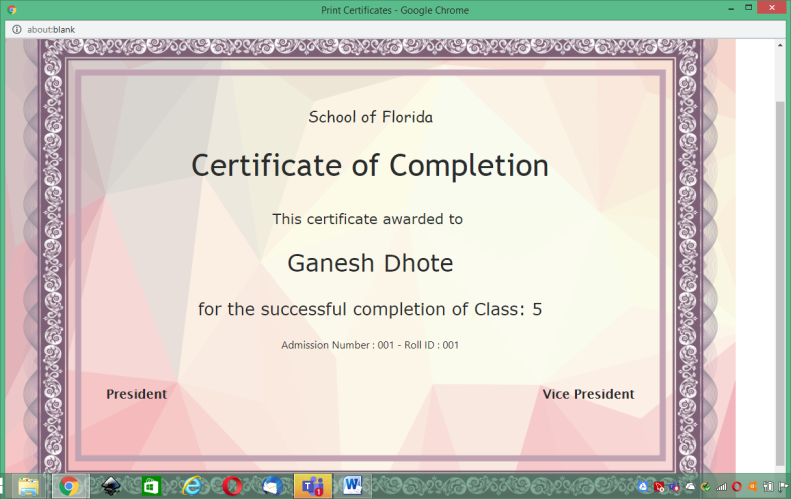 Print Certificates - Google Chrome
about:blank
School of Florida
Certificate of Completion
This certificate awarded to
Ganesh Dhote
for the successful completion of Class: 5
Admission Number : 001 - Roll ID : 001
President
Vice President